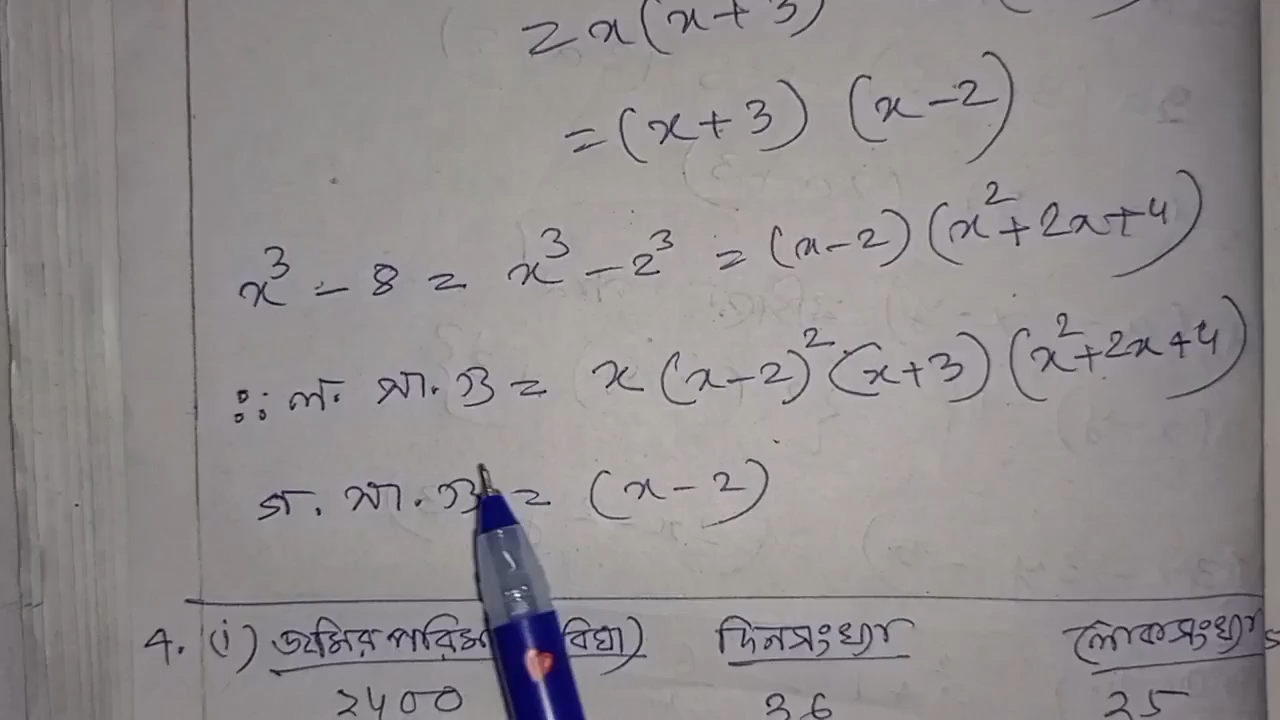 = x(x+3)
= (x+3) (x-2)
x³ - 8 = x³ - 2³ = (x-2)(x²+2x+4)
∴ ল. সা. গু = x(x-2)²(x+3)(x²+2x+4)
গ. সা. গু = (x-2)
4. (i) জমির পরিমা বিঘা) দিনসংখ্যা লোকসংখ্যা
2400 36 25